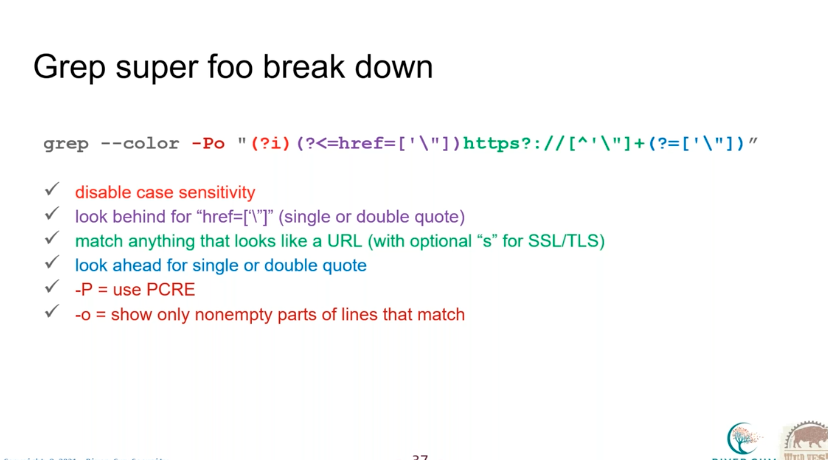 Grep super foo break down
grep --color -Po "(?i)(?<=href=['\"])https?://[^'\"]+(?=['\"])”
✓ disable case sensitivity
✓ look behind for “href=[‘\”]” (single or double quote)
✓ match anything that looks like a URL (with optional “s” for SSL/TLS)
✓ look ahead for single or double quote
✓ -P = use PCRE
✓ -o = show only nonempty parts of lines that match
37